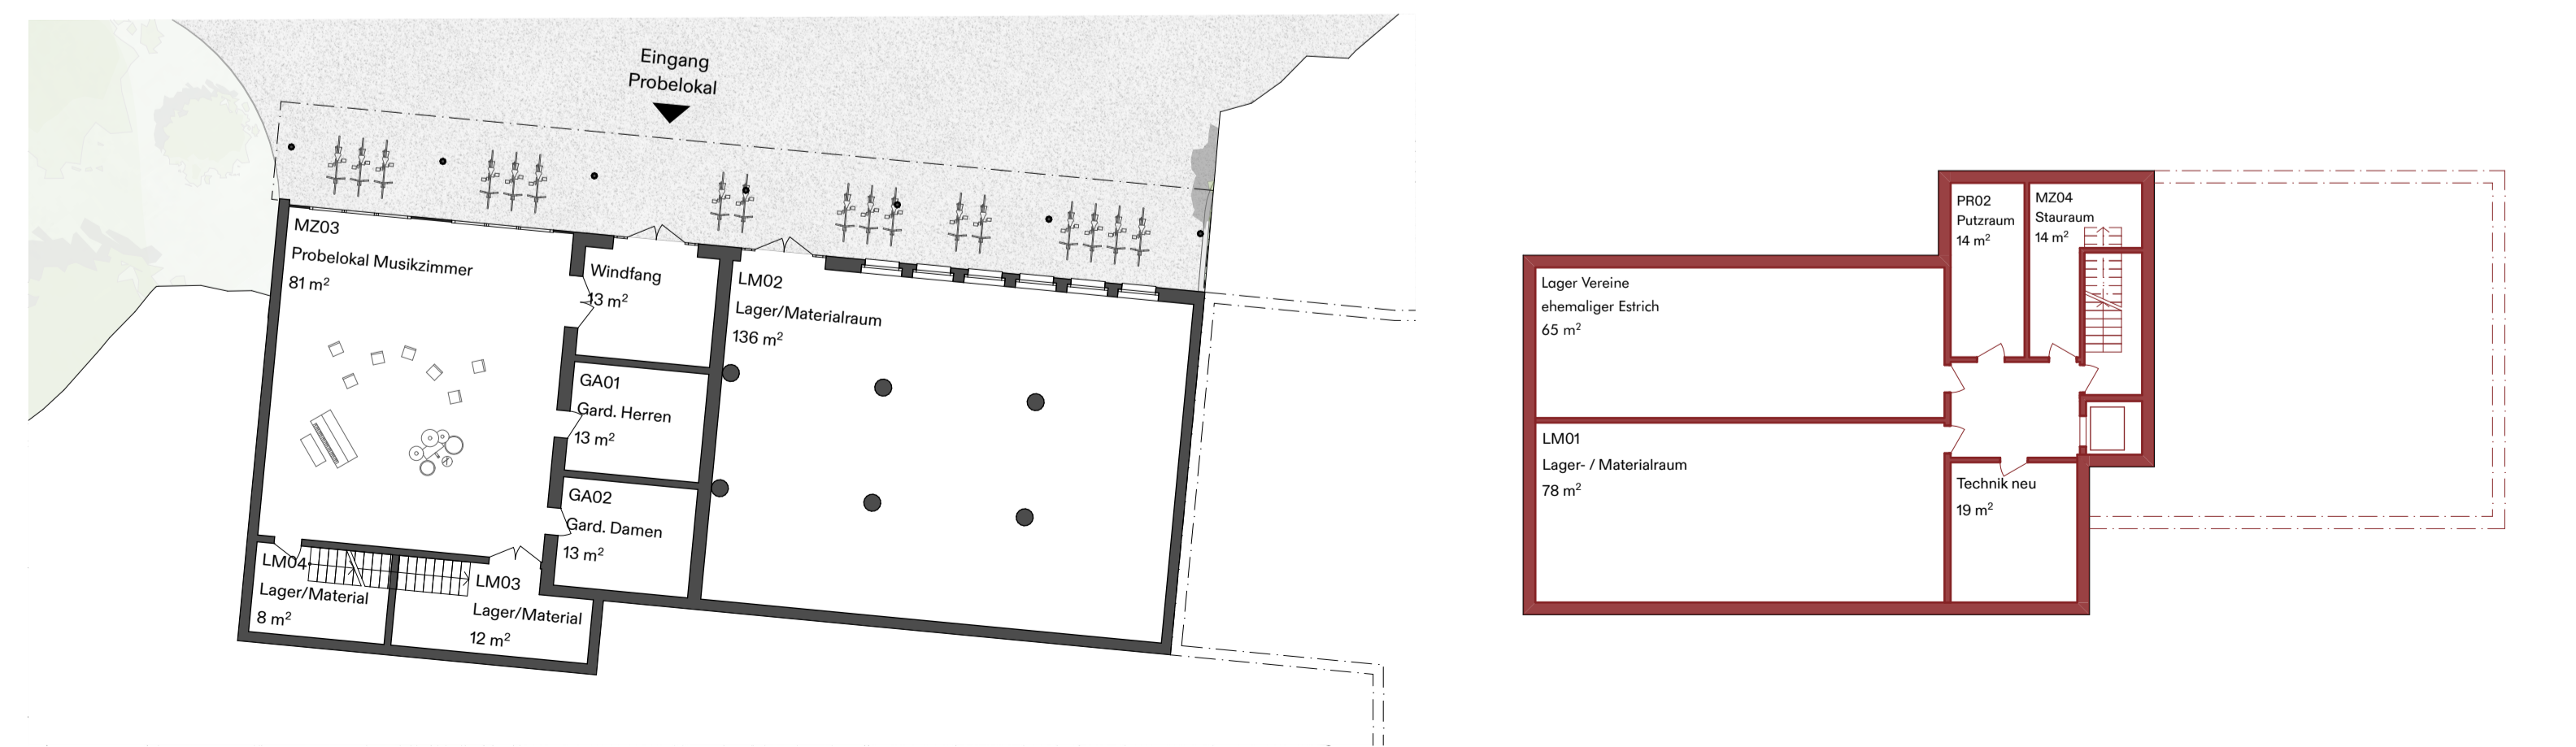 Eingang
Probelokal
MZ03
Probelokal Musikzimmer
81 m²
Windfang
13 m²
LM02
Lager/Materialraum
136 m²
GA01
Gard. Herren
13 m²
GA02
Gard. Damen
13 m²
LM04
Lager/Material
8 m²
LM03
Lager/Material
12 m²
PR02
Putzraum
14 m²
MZ04
Stauraum
14 m²
Lager Vereine
ehemaliger Estrich
65 m²
LM01
Lager- / Materialraum
78 m²
Technik neu
19 m²